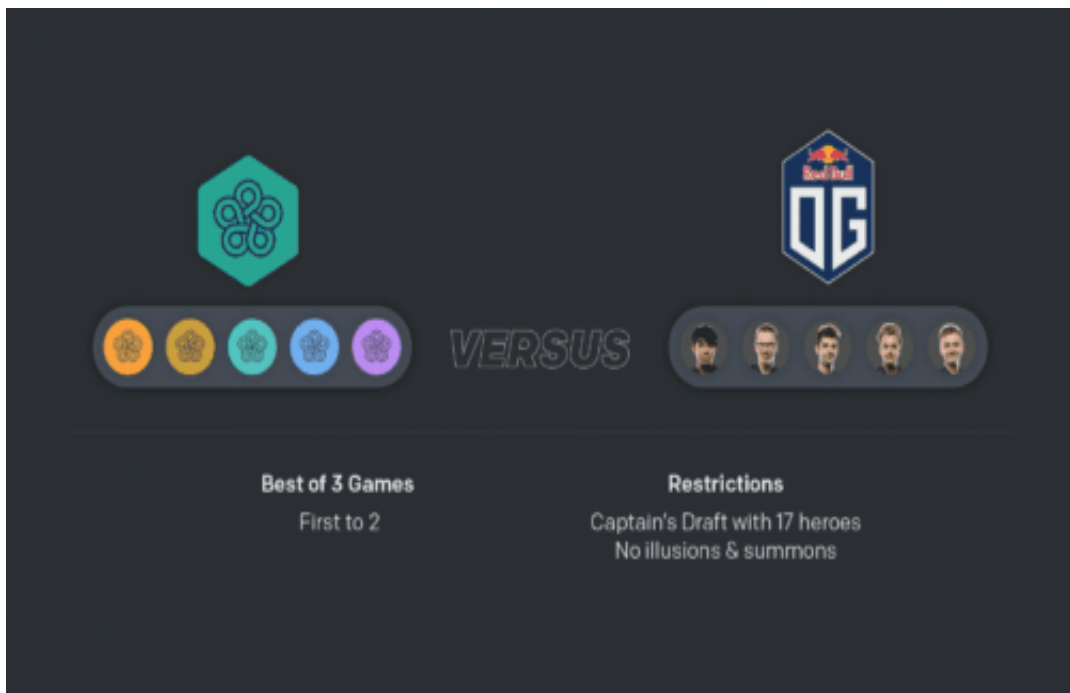 Red Bull
OG
VERSUS
Best of 3 Games
First to 2
Restrictions
Captain's Draft with 17 heroes
No illusions & summons